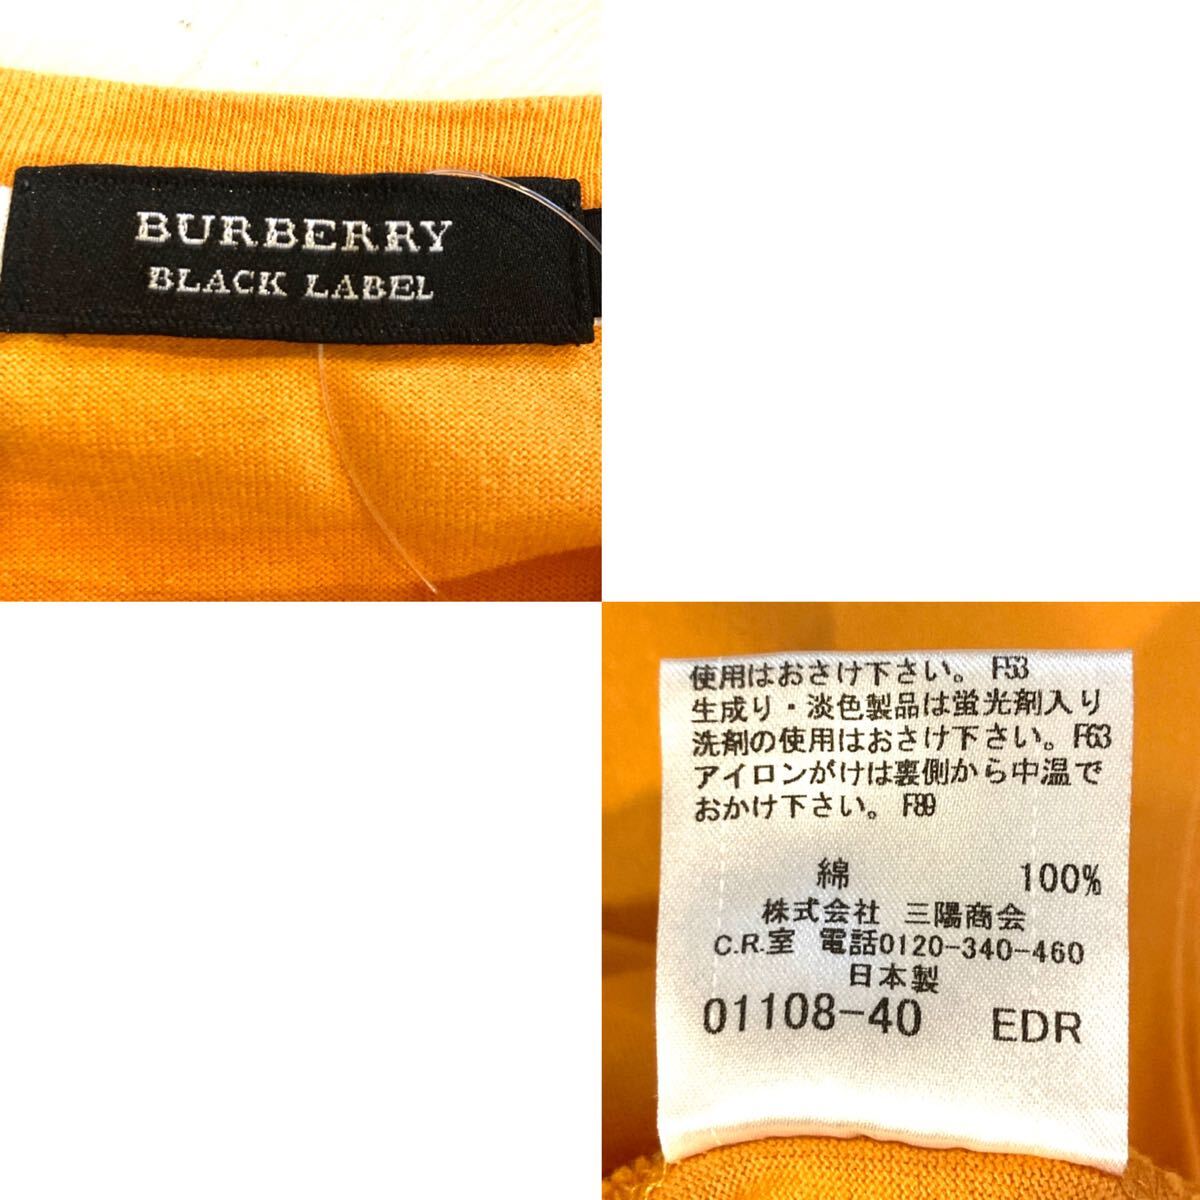 BURBERRY
BLACK LABEL
使用はおさけ下さい。 F53
生成り・淡色製品は蛍光剤入り
洗剤の使用はおさけ下さい。F63
アイロンがけは裏側から中温で
おかけ下さい。 F89
綿 100%
株式会社 三陽商会
C.R.室 電話0120-340-460
日本製
01108-40 EDR